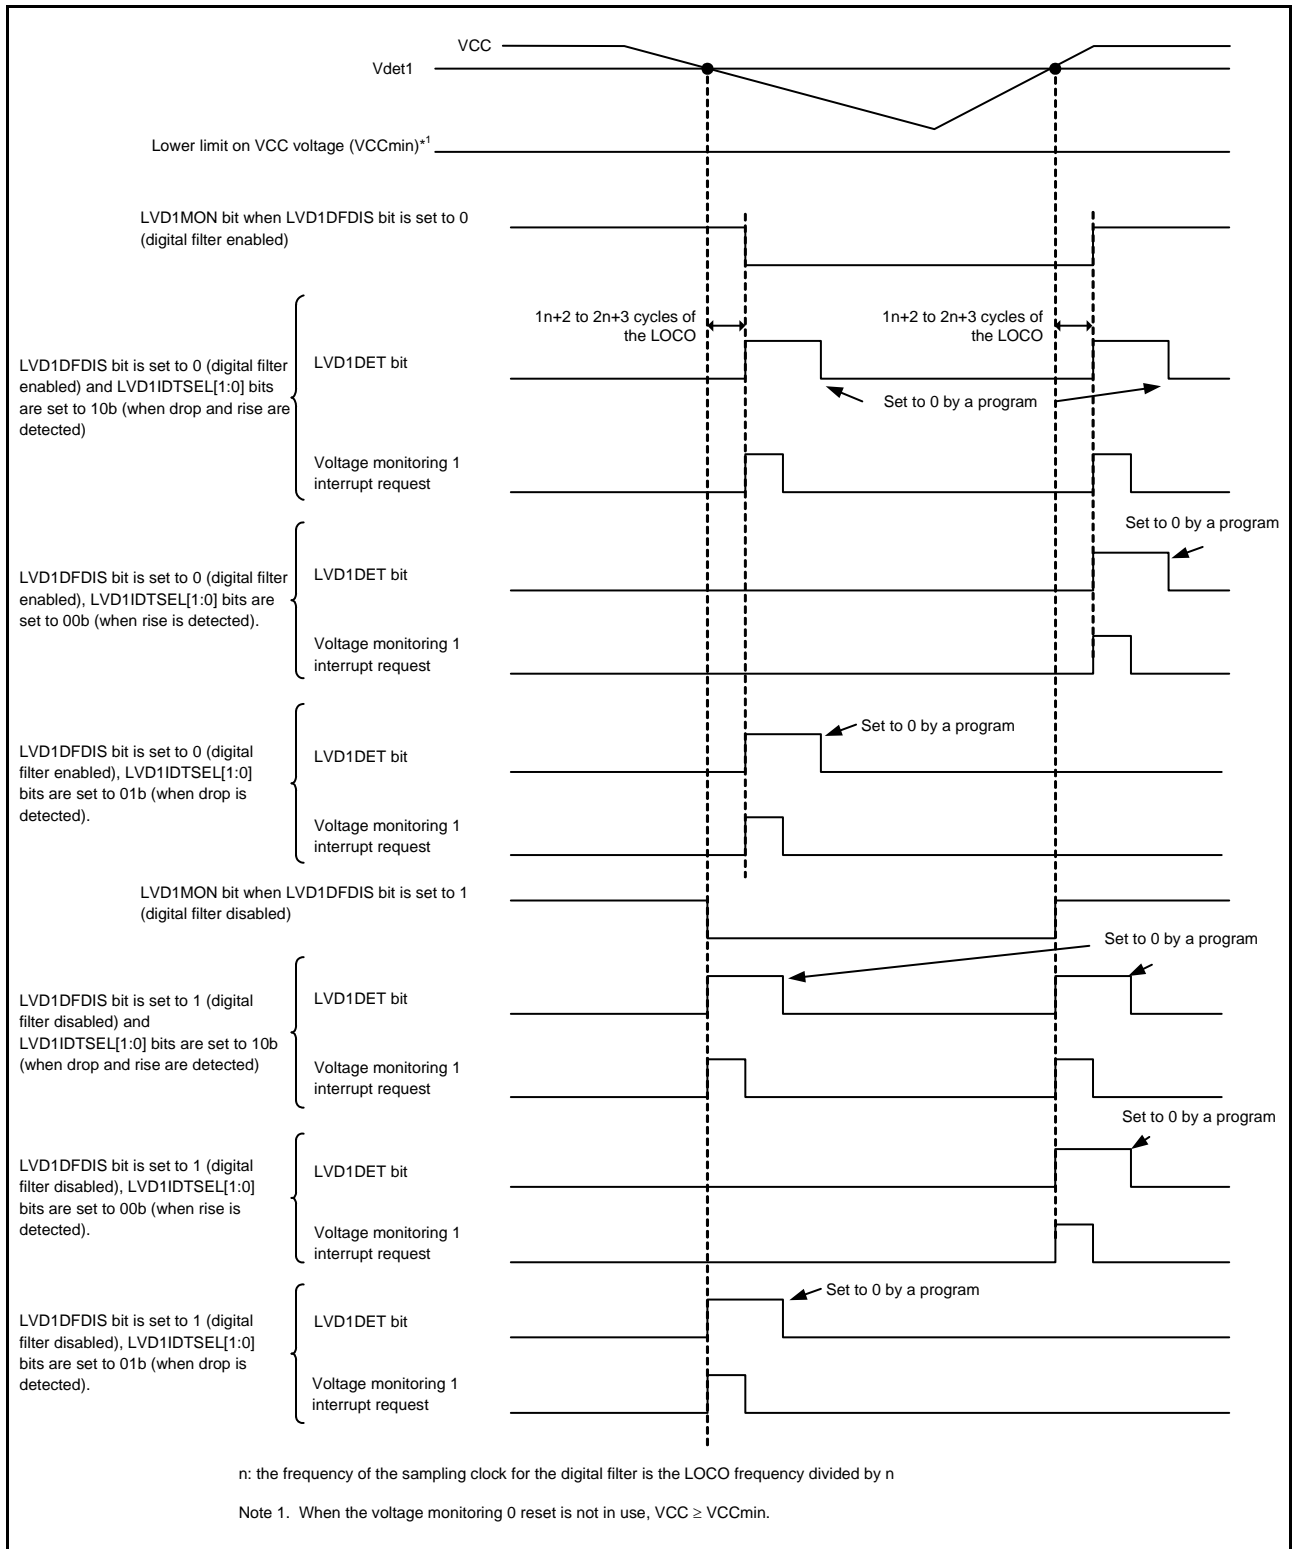 VCC
Vdet1
Lower limit on VCC voltage (VCCmin)*1
LVD1MON bit when LVD1DFDIS bit is set to 0
(digital filter enabled)
1n+2 to 2n+3 cycles of
the LOCO
1n+2 to 2n+3 cycles of
the LOCO
LVD1DFDIS bit is set to 0 (digital filter
enabled) and LVD1IDTSEL[1:0] bits
are set to 10b (when drop and rise are
detected)
LVD1DET bit
Set to 0 by a program
Voltage monitoring 1
interrupt request
Set to 0 by a program
LVD1DFDIS bit is set to 0 (digital filter
enabled), LVD1IDTSEL[1:0] bits are
set to 00b (when rise is detected).
LVD1DET bit
Voltage monitoring 1
interrupt request
Set to 0 by a program
LVD1DFDIS bit is set to 0 (digital
filter enabled), LVD1IDTSEL[1:0]
bits are set to 01b (when drop is
detected).
LVD1DET bit
Voltage monitoring 1
interrupt request
LVD1MON bit when LVD1DFDIS bit is set to 1
(digital filter disabled)
Set to 0 by a program
LVD1DFDIS bit is set to 1 (digital
filter disabled) and
LVD1IDTSEL[1:0] bits are set to 10b
(when drop and rise are detected)
LVD1DET bit
Voltage monitoring 1
interrupt request
Set to 0 by a program
LVD1DFDIS bit is set to 1 (digital
filter disabled), LVD1IDTSEL[1:0]
bits are set to 00b (when rise is
detected).
LVD1DET bit
Voltage monitoring 1
interrupt request
Set to 0 by a program
LVD1DFDIS bit is set to 1 (digital
filter disabled), LVD1IDTSEL[1:0]
bits are set to 01b (when drop is
detected).
LVD1DET bit
Voltage monitoring 1
interrupt request
n: the frequency of the sampling clock for the digital filter is the LOCO frequency divided by n
Note 1. When the voltage monitoring 0 reset is not in use, VCC ≥ VCCmin.